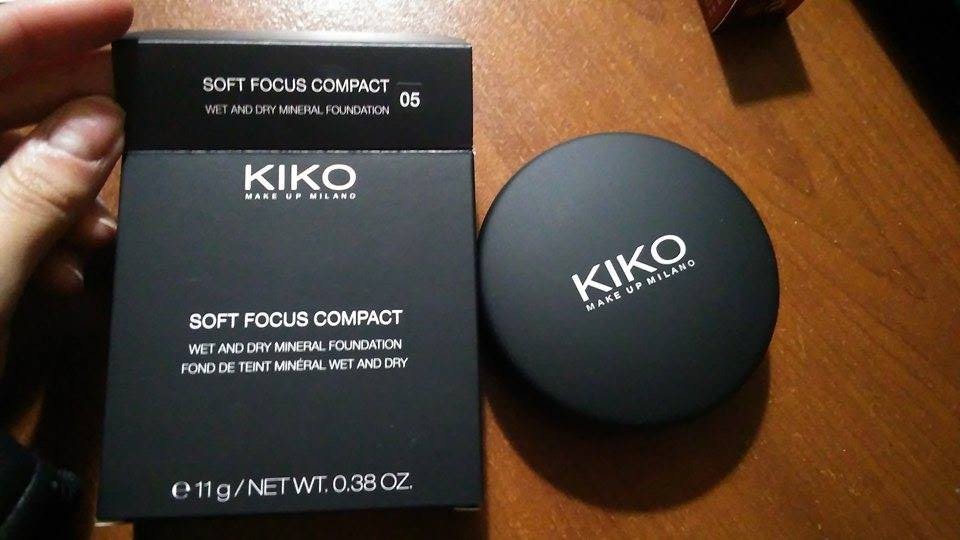 SOFT FOCUS COMPACT
WET AND DRY MINERAL FOUNDATION
05
KIKO
MAKE UP MILANO
SOFT FOCUS COMPACT
WET AND DRY MINERAL FOUNDATION
FOND DE TEINT MINÉRAL WET AND DRY
℮ 11 g / NET WT. 0.38 OZ.
KIKO
MAKE UP MILANO